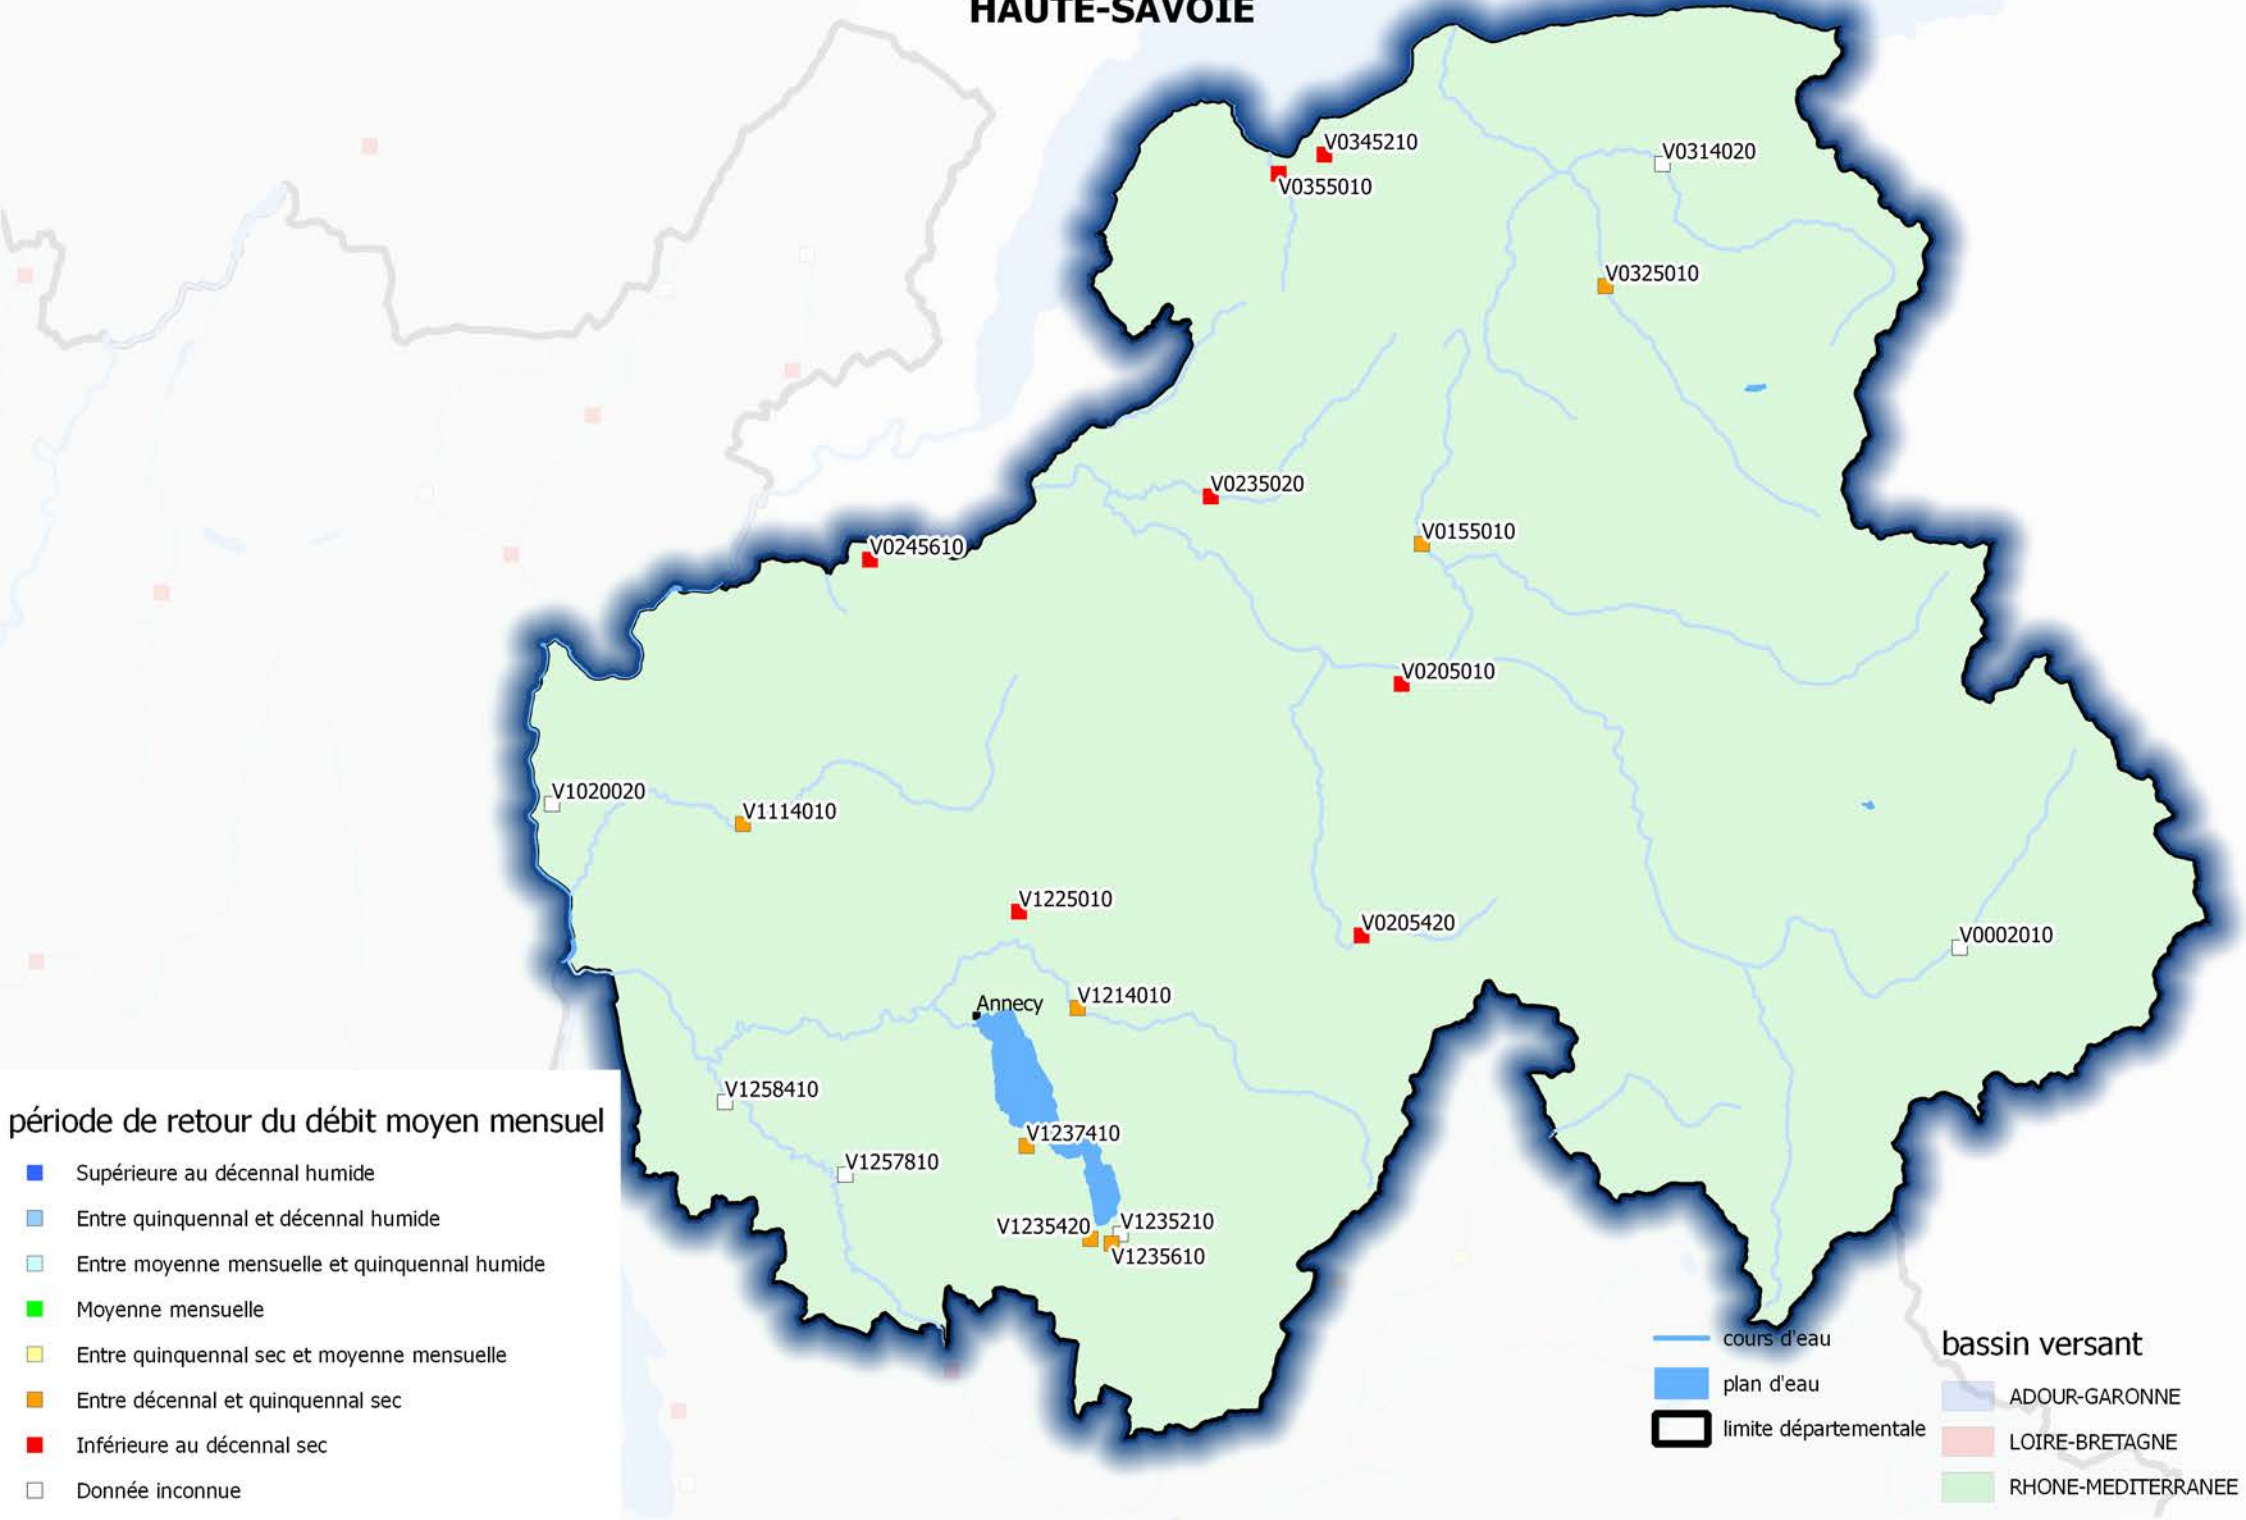 HAUTE-SAVOIE
V0345210
V0314020
V0355010
V0325010
V0235020
V0155010
V0245610
V0205010
V1020020
V1114010
V1225010
V0205420
V0002010
V1214010
Annecy
V1258410
V1237410
V1257810
V1235420
V1235210
V1235610
période de retour du débit moyen mensuel
Supérieure au décennal humide
Entre quinquennal et décennal humide
Entre moyenne mensuelle et quinquennal humide
Moyenne mensuelle
Entre quinquennal sec et moyenne mensuelle
Entre décennal et quinquennal sec
Inférieure au décennal sec
Donnée inconnue
cours d'eau
plan d'eau
limite départementale
bassin versant
ADOUR-GARONNE
LOIRE-BRETAGNE
RHONE-MEDITERRANEE